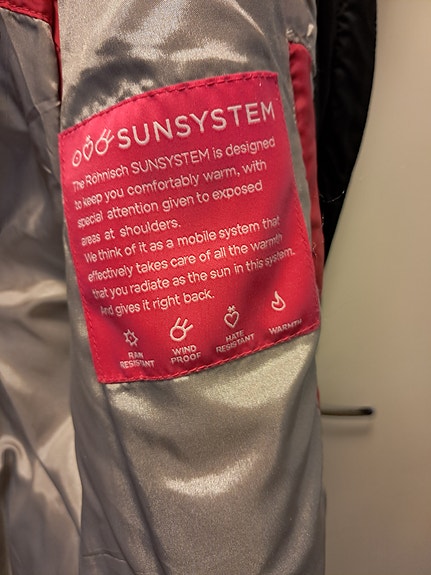 SUNSYSTEM
The Röhnisch SUNSYSTEM is designed
to keep you comfortably warm, with
special attention given to exposed
areas at shoulders.
We think of it as a mobile system that
effectively takes care of all the warmth
that you radiate as the sun in this system.
And gives it right back.
RAIN
RESISTANT
WIND
PROOF
HATE
RESISTANT
WARMTH